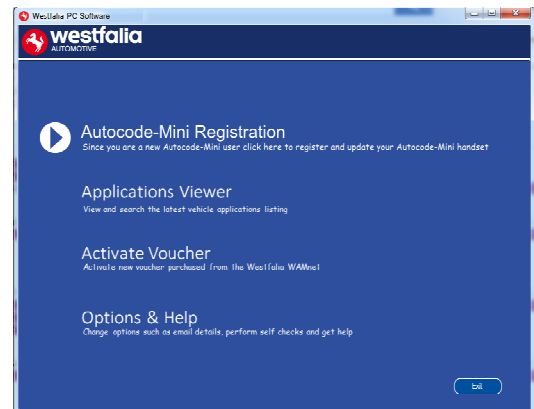 Westfalia PC Software
westfalia
AUTOMOTIVE
Autocode-Mini Registration
Since you are a new Autocode-Mini user click here to register and update your Autocode-Mini handset
Applications Viewer
View and search the latest vehicle applications listing
Activate Voucher
Activate new voucher purchased from the Westfalia WAMnet
Options & Help
Change options such as email details, perform self checks and get help
Exit